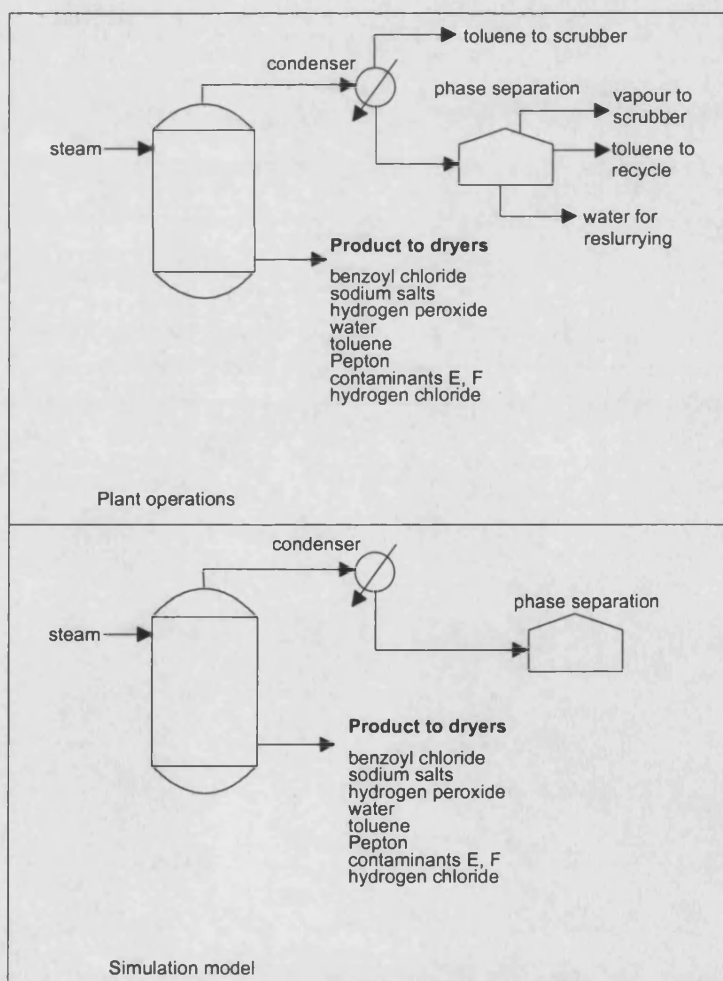 toluene to scrubber
condenser
phase separation
vapour to
scrubber
steam
toluene to
recycle
water for
reslurrying
Product to dryers
benzoyl chloride
sodium salts
hydrogen peroxide
water
toluene
Pepton
contaminants E, F
hydrogen chloride
Plant operations
condenser
phase separation
steam
Product to dryers
benzoyl chloride
sodium salts
hydrogen peroxide
water
toluene
Pepton
contaminants E, F
hydrogen chloride
Simulation model